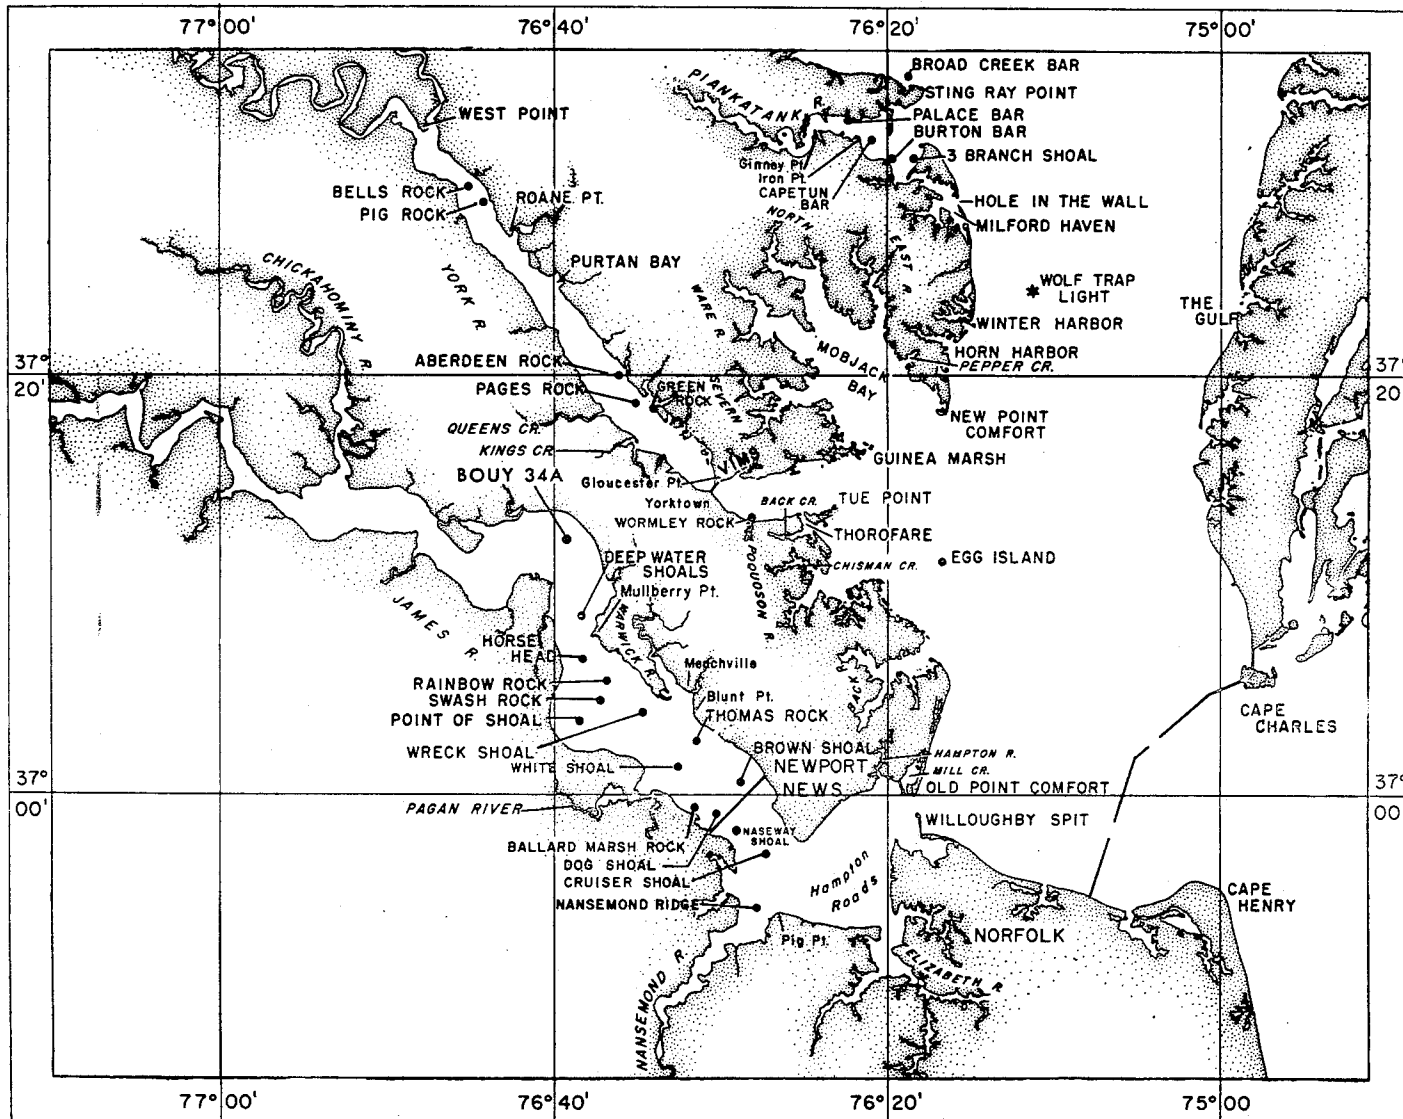 77°00'
76°40'
76°20'
75°00'
BROAD CREEK BAR
STING RAY POINT
PIANKATANK R.
PALACE BAR
BURTON BAR
WEST POINT
Ginney Pt.
Iron Pt.
CAPETUN
BAR
3 BRANCH SHOAL
BELLS ROCK
ROANE PT.
PIG ROCK
HOLE IN THE WALL
MILFORD HAVEN
NORTH
EAST R.
CHICKAHOMINY R.
YORK R.
PURTAN BAY
WARE R.
WOLF TRAP
LIGHT
THE
GULF
WINTER HARBOR
MOBJACK
BAY
HORN HARBOR
PEPPER CR.
37°
20'
37°
20'
ABERDEEN ROCK
PAGES ROCK
GREEN
ROCK
SEVERN R.
NEW POINT
COMFORT
QUEENS CR.
KINGS CR
VIMS
GUINEA MARSH
BOUY 34A
Gloucester Pt.
Yorktown
BACK CR.
TUE POINT
WORMLEY ROCK
THOROFARE
DEEP WATER
SHOALS
POQUOSON R.
CHISMAN CR.
EGG ISLAND
Mullberry Pt.
JAMES R.
WARWICK R.
HORSE
HEAD
Menchville
RAINBOW ROCK
SWASH ROCK
BACK R.
Blunt Pt.
POINT OF SHOAL
THOMAS ROCK
CAPE
CHARLES
WRECK SHOAL
BROWN SHOAL
HAMPTON R.
WHITE SHOAL
NEWPORT
NEWS
MILL CR.
OLD POINT COMFORT
37°
00'
37°
00'
PAGAN RIVER
WILLOUGHBY SPIT
NASEWAY
SHOAL
BALLARD MARSH ROCK
DOG SHOAL
CRUISER SHOAL
Hampton
Roads
NANSEMOND RIDGE
CAPE
HENRY
Pig Pt.
NORFOLK
NANSEMOND R.
ELIZABETH R.
77°00'
76°40'
76°20'
75°00'